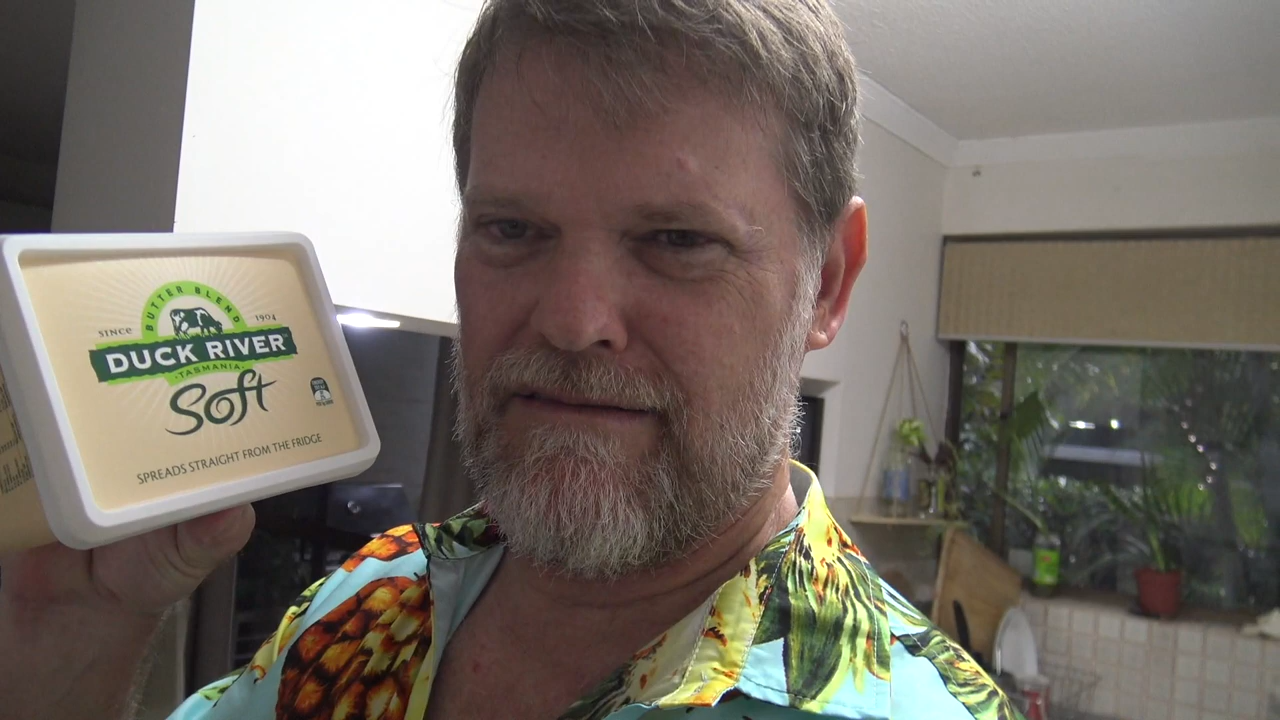 BUTTER BLEND
SINCE 1904
DUCK RIVER
·TASMANIA·
Soft
SPREADS STRAIGHT FROM THE FRIDGE